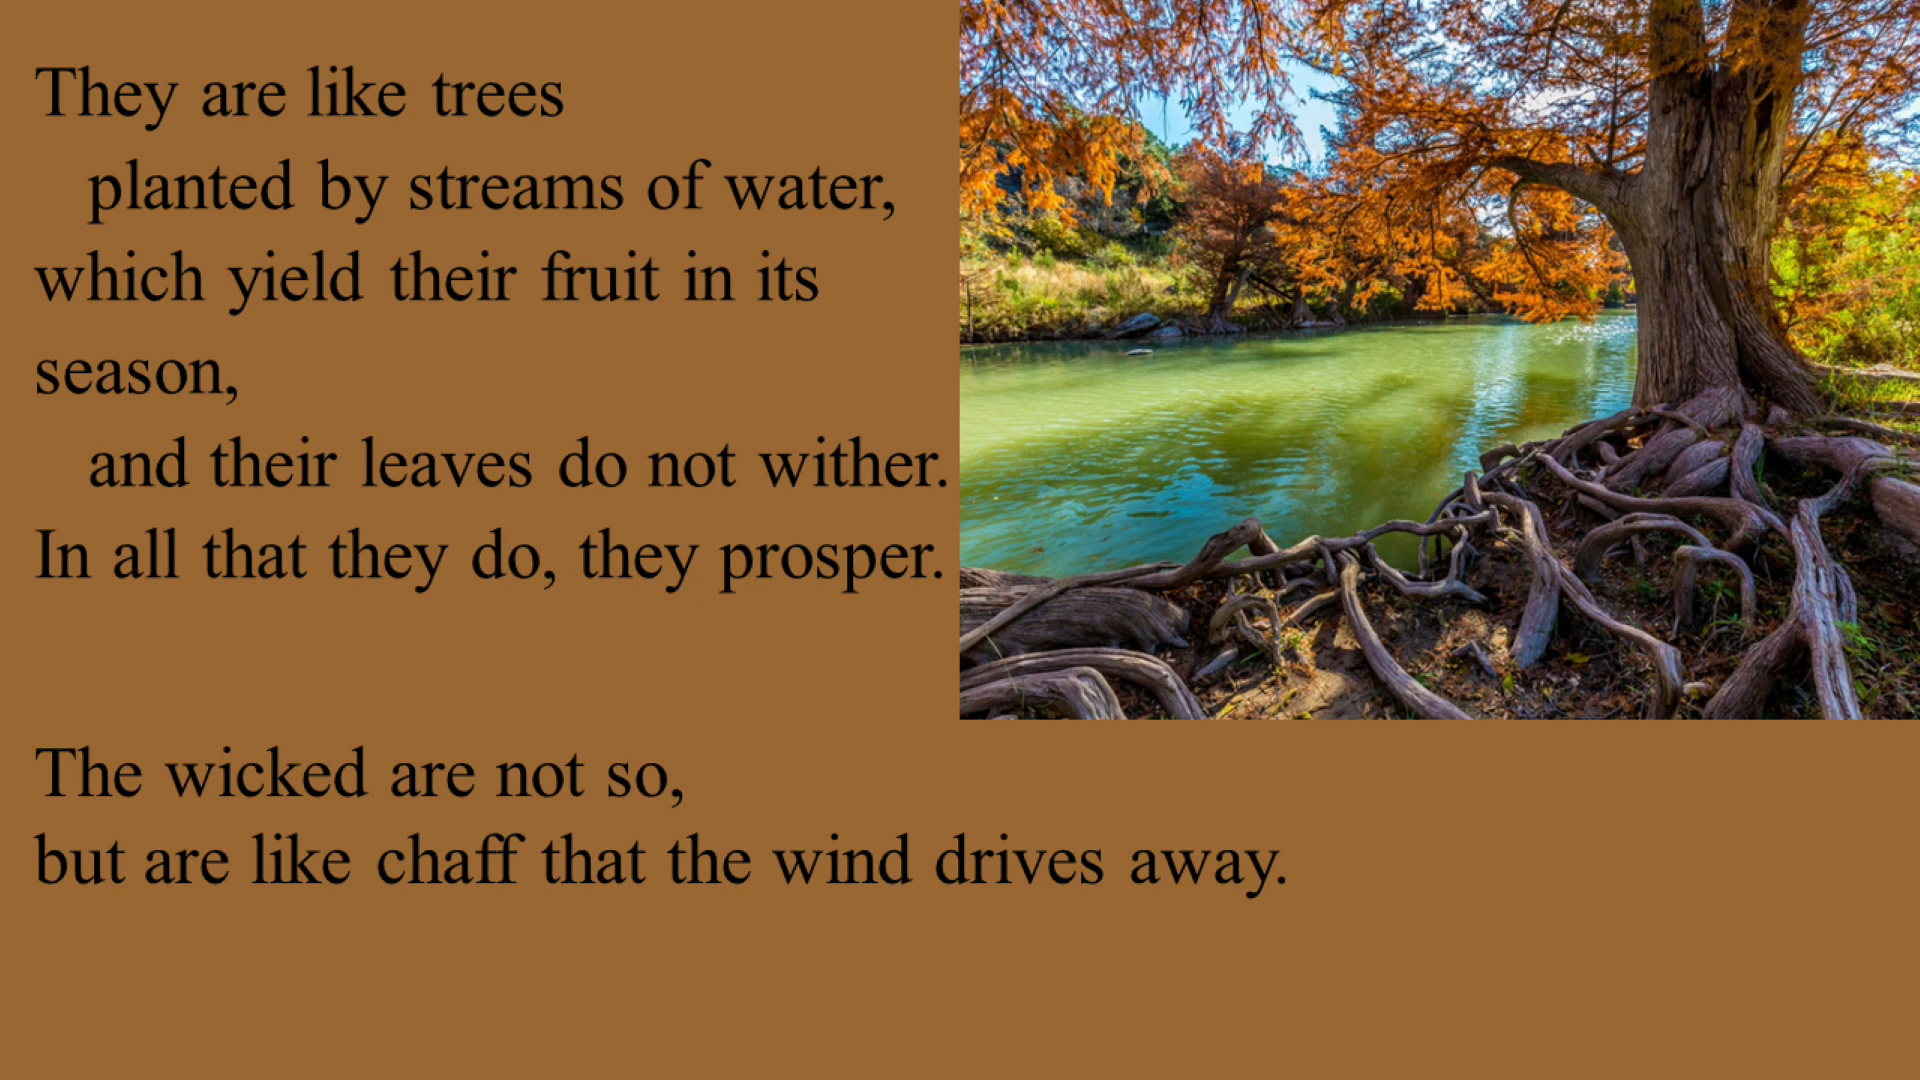 They are like trees
planted by streams of water,
which yield their fruit in its
season,
and their leaves do not wither.
In all that they do, they prosper.
The wicked are not so,
but are like chaff that the wind drives away.